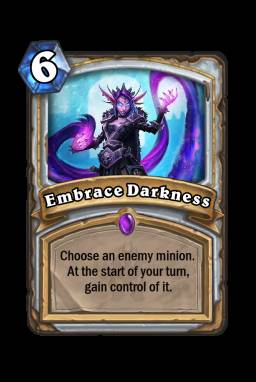 6
Embrace Darkness
Choose an enemy minion.
At the start of your turn,
gain control of it.